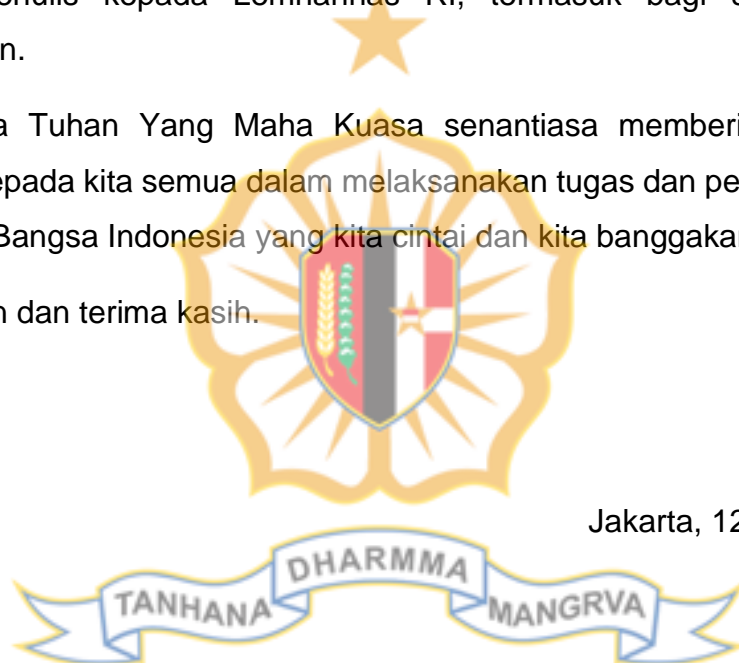 kepada Lemhannas RI, termasuk bagi
n.
a Tuhan Yang Maha Kuasa senantiasa memberi
epada kita semua dalam melaksanakan tugas dan pe
Bangsa Indonesia yang kita cintai dan kita banggaka
n dan terima kasih.
Jakarta, 12
TANHANA DHARMMA MANGRVA